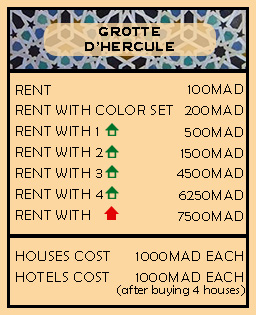 GROTTE
D'HERCULE
RENT 100MAD
RENT WITH COLOR SET 200MAD
RENT WITH 1 500MAD
RENT WITH 2 1500MAD
RENT WITH 3 4500MAD
RENT WITH 4 6250MAD
RENT WITH 7500MAD
HOUSES COST 1000MAD EACH
HOTELS COST 1000MAD EACH
(after buying 4 houses)